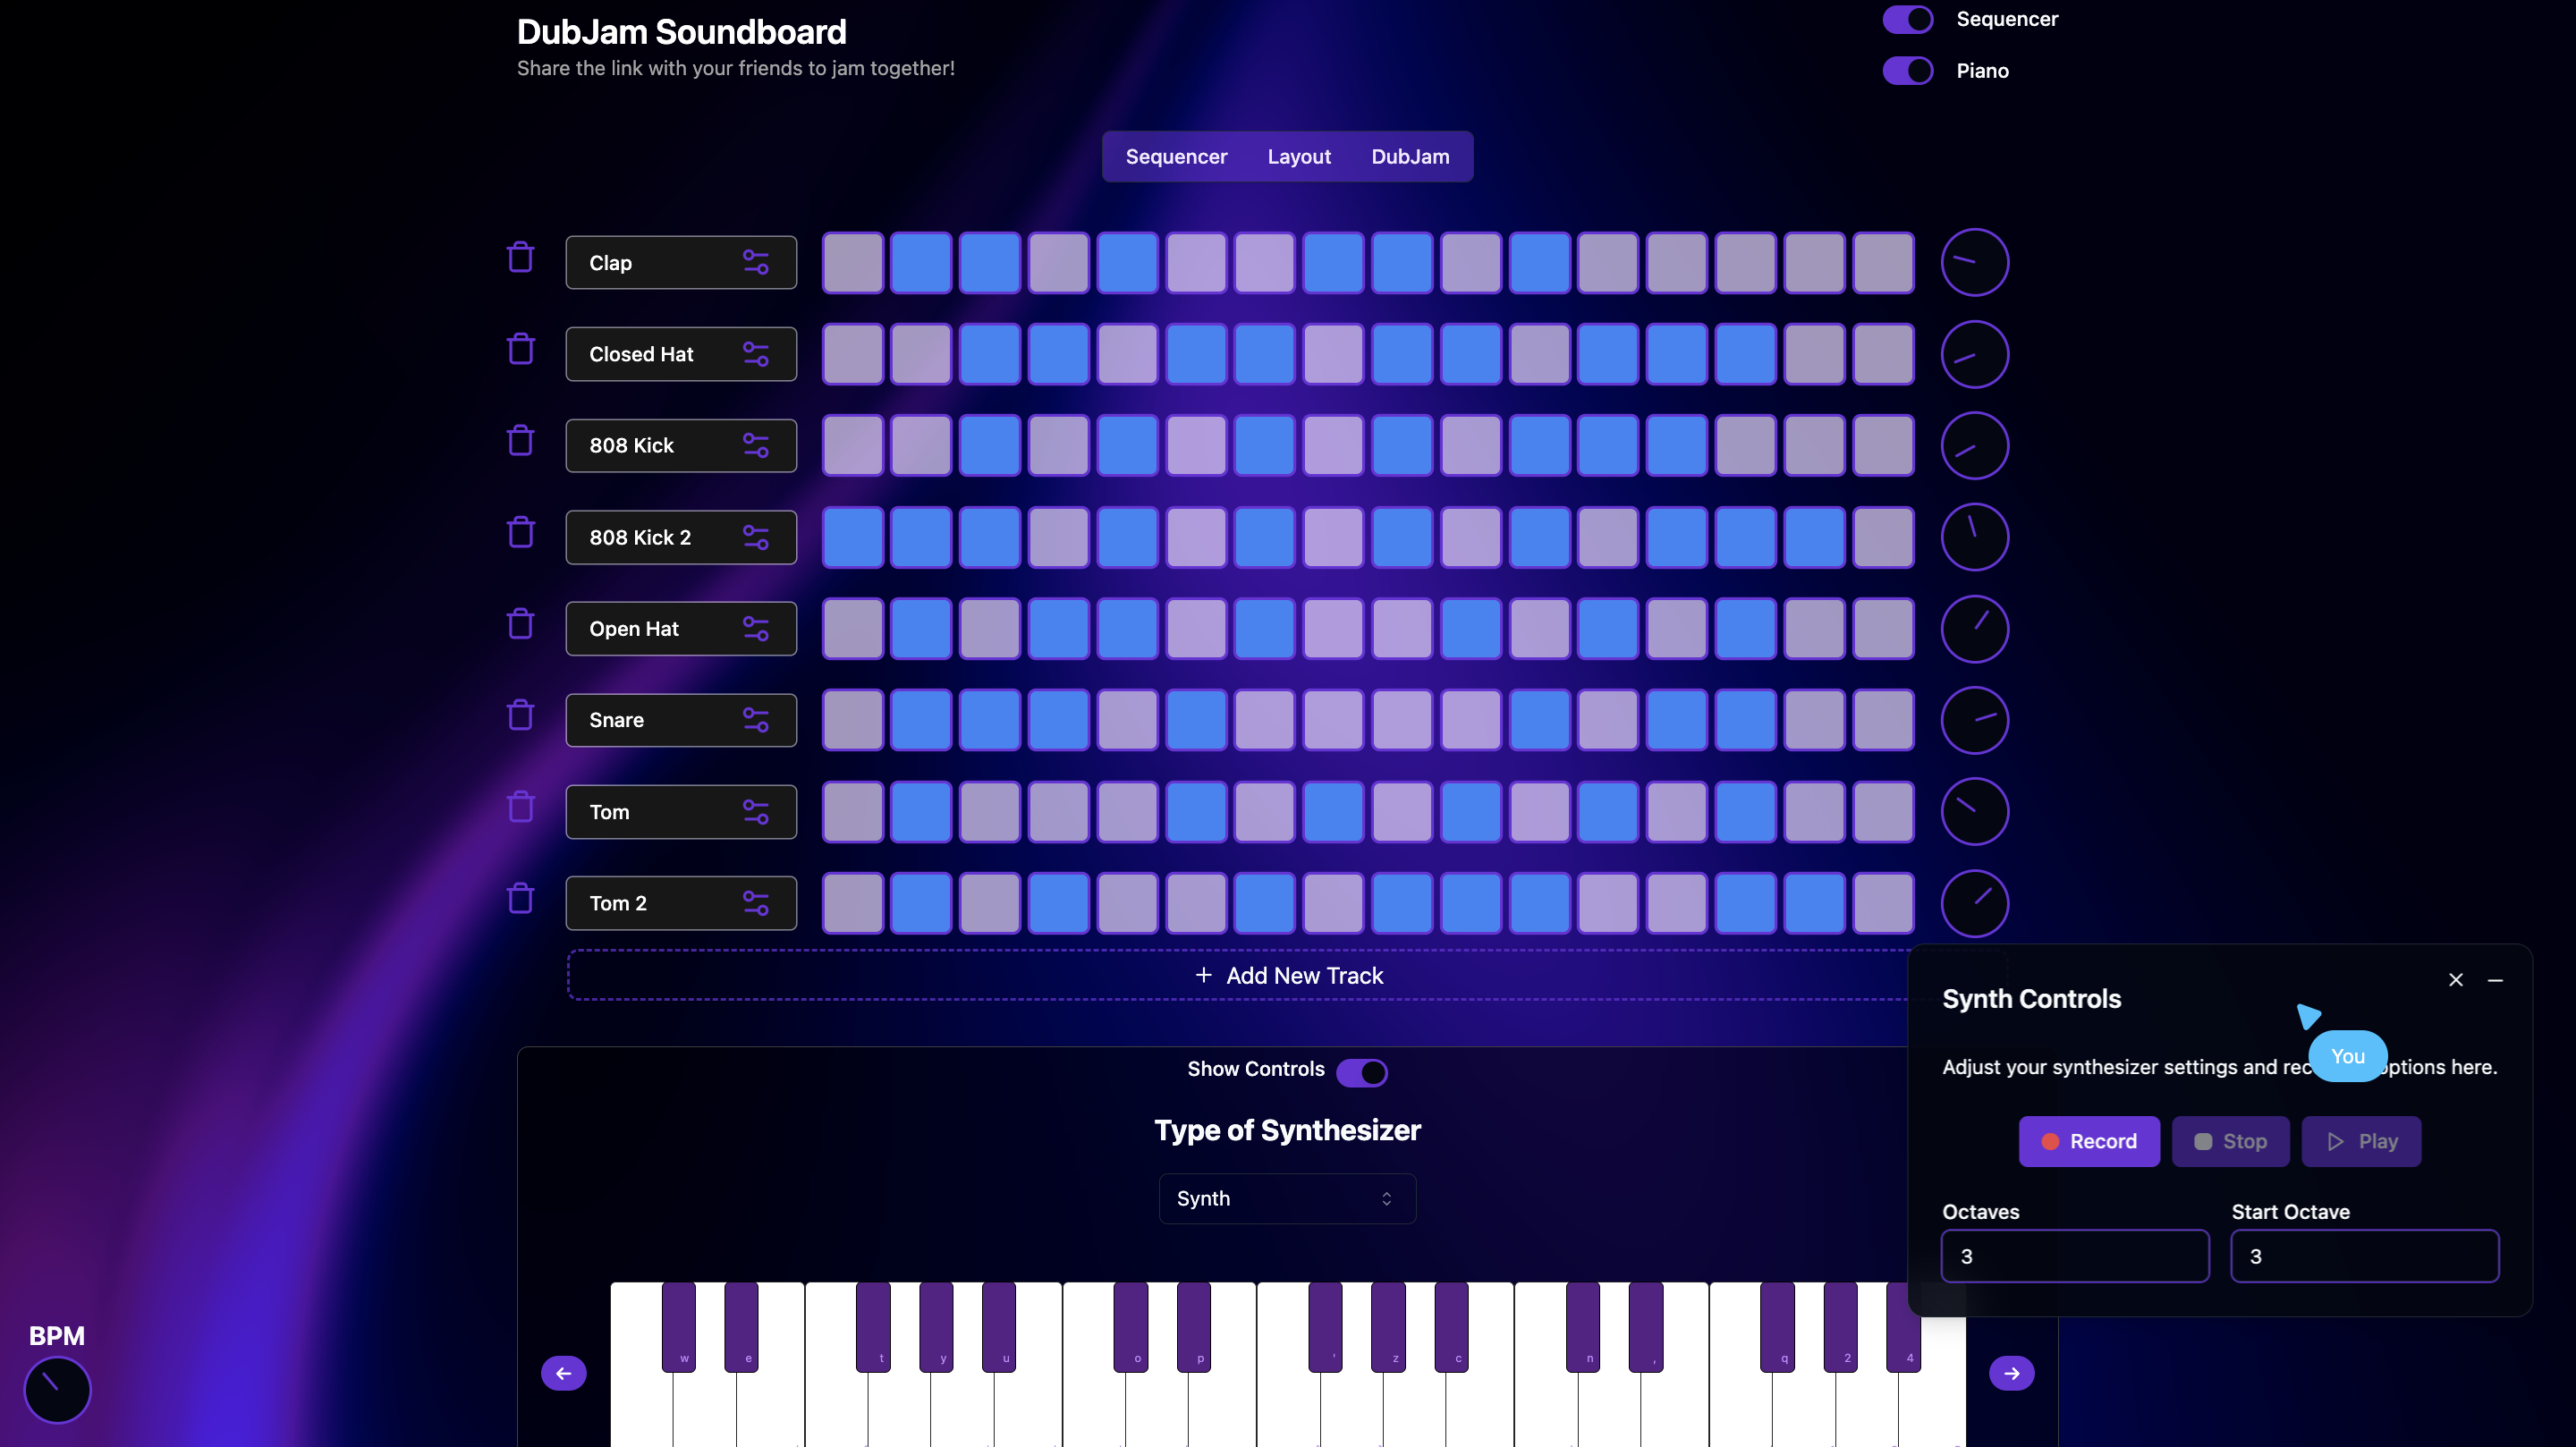 DubJam Soundboard
Share the link with your friends to jam together!
Sequencer
Piano
Sequencer Layout DubJam
Clap
Closed Hat
808 Kick
808 Kick 2
Open Hat
Snare
Tom
Tom 2
+ Add New Track
Synth Controls
You
Adjust your synthesizer settings and rec options here.
Record Stop Play
Octaves Start Octave
3 3
Show Controls
Type of Synthesizer
Synth
w e t y u o p ' z c n , q 2 4
BPM